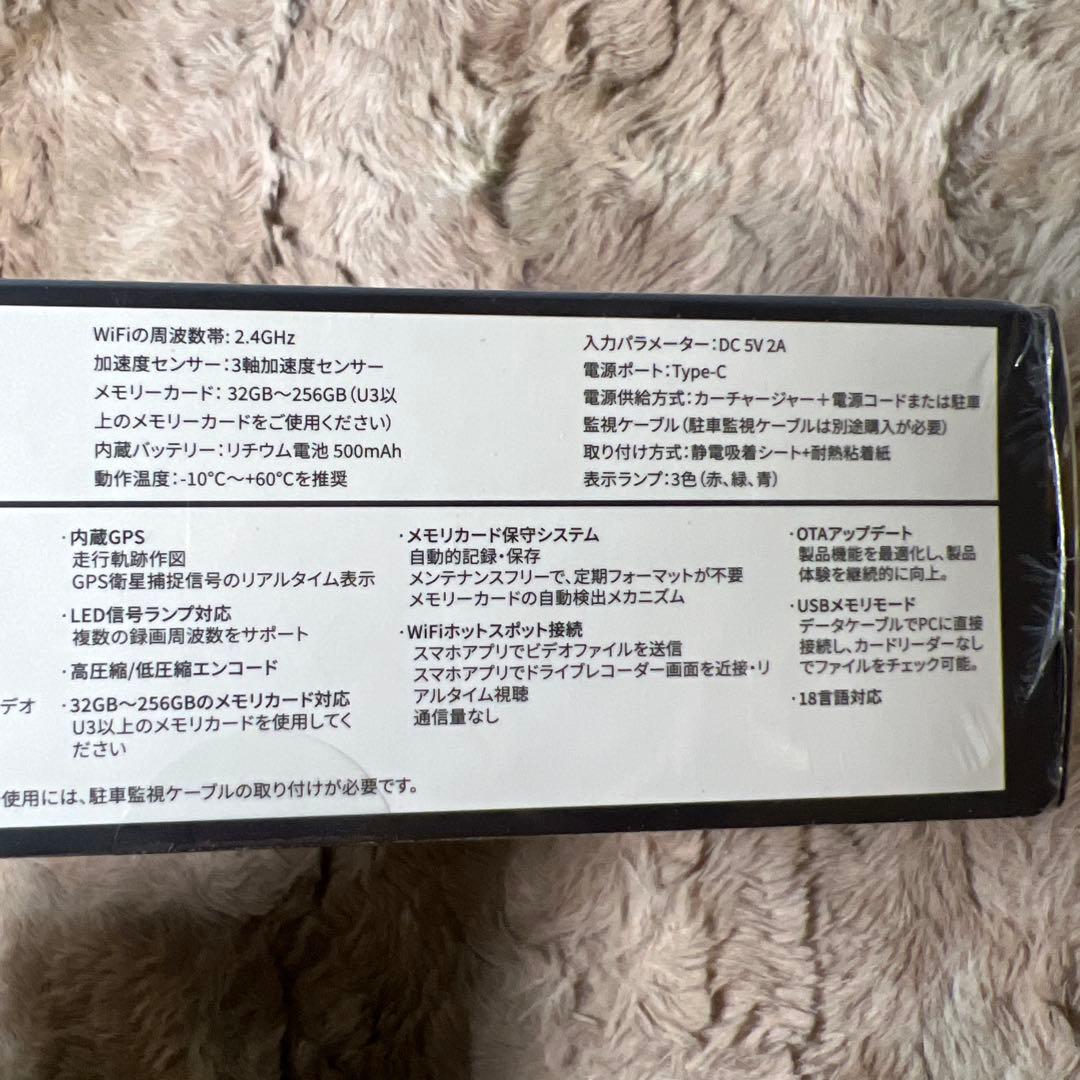 WiFiの周波数帯: 2.4GHz
加速度センサー:3軸加速度センサー
メモリーカード: 32GB～256GB(U3以
上のメモリーカードをご使用ください)
内蔵バッテリー:リチウム電池 500mAh
動作温度:-10°C～+60°Cを推奨
入力パラメーター:DC 5V 2A
電源ポート:Type-C
電源供給方式:カーチャージャー＋電源コードまたは駐車
監視ケーブル(駐車監視ケーブルは別途購入が必要)
取り付け方式:静電吸着シート+耐熱粘着紙
表示ランプ:3色(赤、緑、青)
デオ
・内蔵GPS
走行軌跡作図
GPS衛星捕捉信号のリアルタイム表示
・LED信号ランプ対応
複数の録画周波数をサポート
・高圧縮/低圧縮エンコード
・32GB～256GBのメモリカード対応
U3以上のメモリカードを使用してく
ださい
・メモリカード保守システム
自動的記録・保存
メンテナンスフリーで、定期フォーマットが不要
メモリーカードの自動検出メカニズム
・WiFiホットスポット接続
スマホアプリでビデオファイルを送信
スマホアプリでドライブレコーダー画面を近接・リ
アルタイム視聴
通信量なし
・OTAアップデート
製品機能を最適化し、製品
体験を継続的に向上。
・USBメモリモード
データケーブルでPCに直接
接続し、カードリーダーなし
でファイルをチェック可能。
・18言語対応
使用には、駐車監視ケーブルの取り付けが必要です。